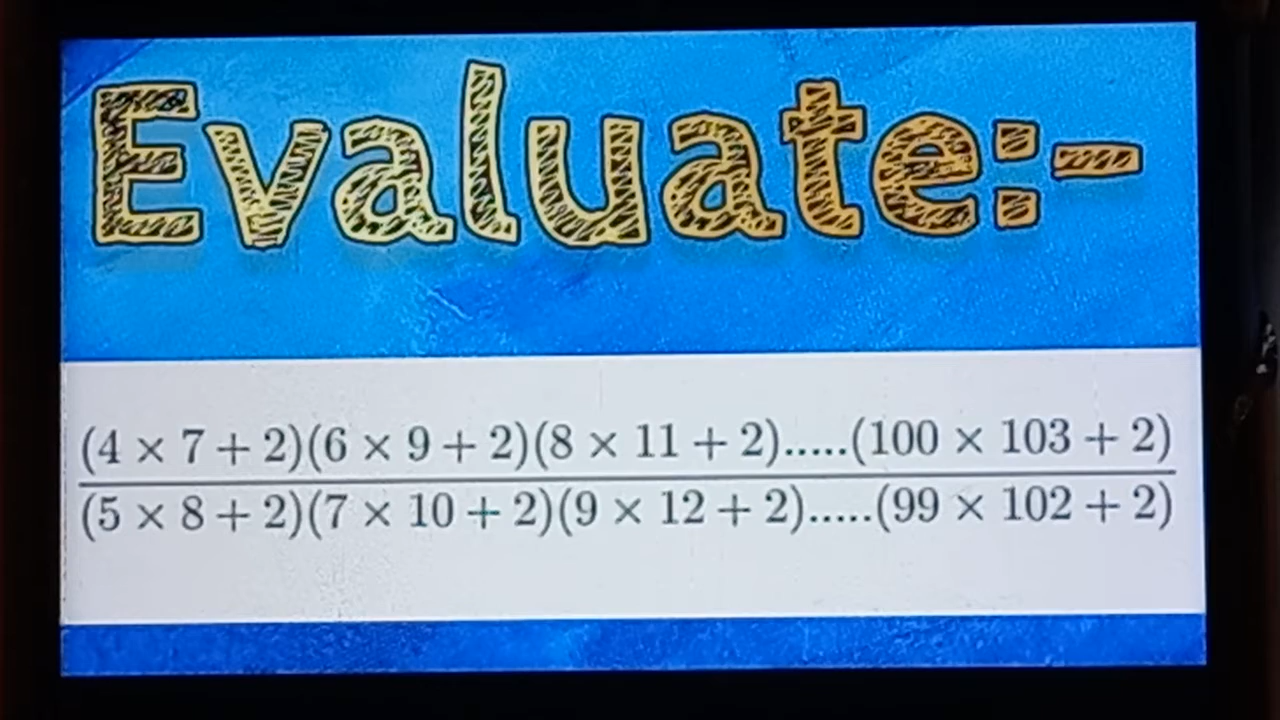 Evaluate:-
(4 × 7 + 2)(6 × 9 + 2)(8 × 11 + 2).....(100 × 103 + 2)
(5 × 8 + 2)(7 × 10 + 2)(9 × 12 + 2).....(99 × 102 + 2)